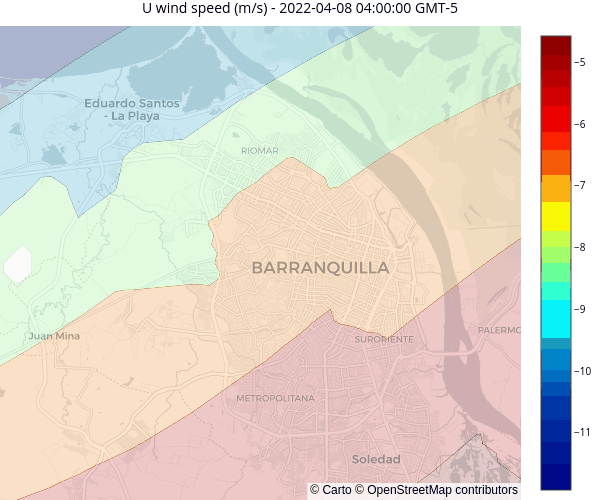 U wind speed (m/s) - 2022-04-08 04:00:00 GMT-5
−5
Eduardo Santos
- La Playa
−6
RIOMAR
−7
−8
BARRANQUILLA
−9
Juan Mina
PALERMO
SURORIENTE
−10
METROPOLITANA
−11
Soledad
© Carto © OpenStreetMap contributors